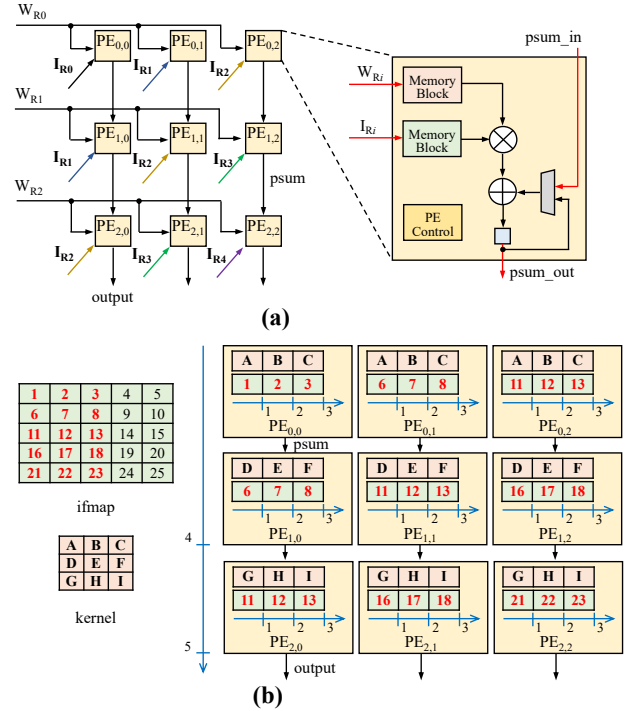 W_R0
PE_0,0 PE_0,1 PE_0,2
I_R0 I_R1 I_R2
W_R1
PE_1,0 PE_1,1 PE_1,2
I_R1 I_R2 I_R3
psum
W_R2
PE_2,0 PE_2,1 PE_2,2
I_R2 I_R3 I_R4
output
psum_in
W_Ri
Memory
Block
I_Ri
Memory
Block
PE
Control
psum_out
(a)
1 2 3 4 5
6 7 8 9 10
11 12 13 14 15
16 17 18 19 20
21 22 23 24 25
ifmap
A B C
D E F
G H I
kernel
4
5
A B C
1 2 3
1 2 3
PE_0,0
psum
A B C
6 7 8
1 2 3
PE_0,1
A B C
11 12 13
1 2 3
PE_0,2
D E F
6 7 8
1 2 3
PE_1,0
D E F
11 12 13
1 2 3
PE_1,1
D E F
16 17 18
1 2 3
PE_1,2
G H I
11 12 13
1 2 3
PE_2,0
output
G H I
16 17 18
1 2 3
PE_2,1
G H I
21 22 23
1 2 3
PE_2,2
(b)